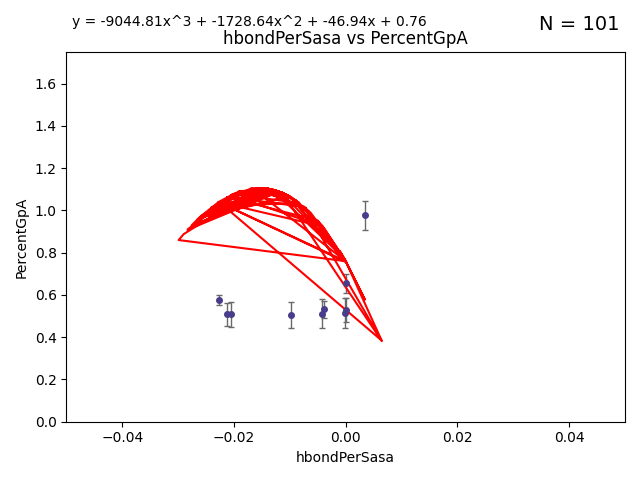 y = -9044.81x^3 + -1728.64x^2 + -46.94x + 0.76
N = 101
hbondPerSasa vs PercentGpA
PercentGpA
1.6
1.4
1.2
1.0
0.8
0.6
0.4
0.2
0.0
−0.04 −0.02 0.00 0.02 0.04
hbondPerSasa